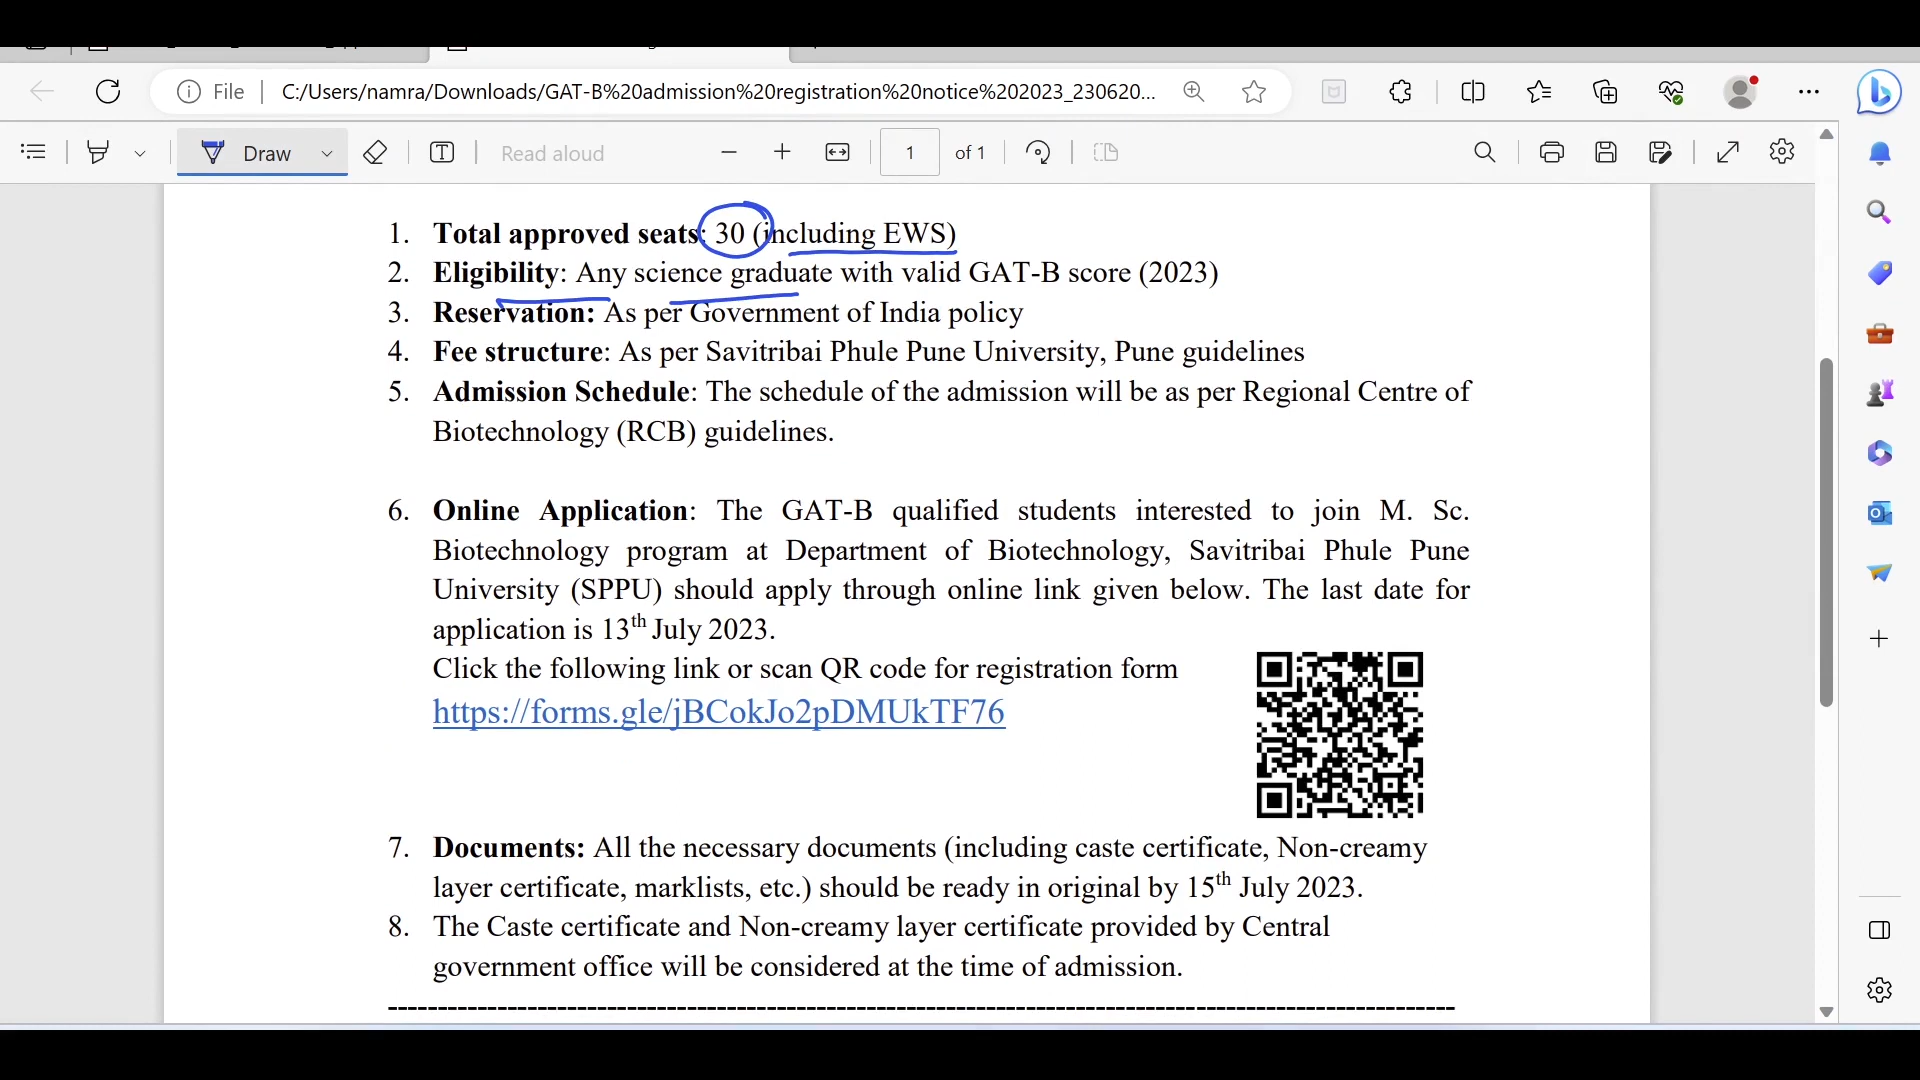 File
C:/Users/namra/Downloads/GAT-B%20admission%20registration%20notice%202023_230620...
Draw
Read aloud
1
of 1
1. Total approved seats: 30 (including EWS)
2. Eligibility: Any science graduate with valid GAT-B score (2023)
3. Reservation: As per Government of India policy
4. Fee structure: As per Savitribai Phule Pune University, Pune guidelines
5. Admission Schedule: The schedule of the admission will be as per Regional Centre of
Biotechnology (RCB) guidelines.
6. Online Application: The GAT-B qualified students interested to join M. Sc.
Biotechnology program at Department of Biotechnology, Savitribai Phule Pune
University (SPPU) should apply through online link given below. The last date for
application is 13th July 2023.
Click the following link or scan QR code for registration form
https://forms.gle/jBCokJo2pDMUkTF76
7. Documents: All the necessary documents (including caste certificate, Non-creamy
layer certificate, marklists, etc.) should be ready in original by 15th July 2023.
8. The Caste certificate and Non-creamy layer certificate provided by Central
government office will be considered at the time of admission.